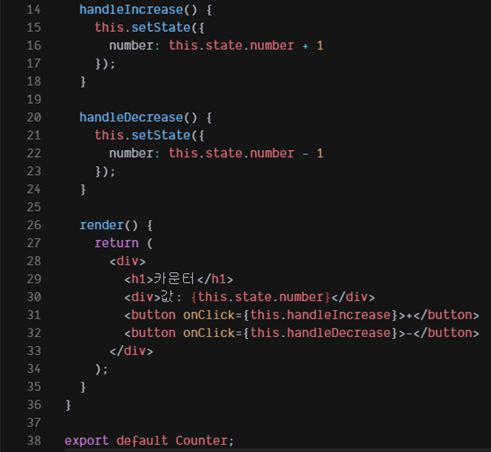 14 handleIncrease() {
15 this.setState({
16 number: this.state.number + 1
17 });
18 }
19
20 handleDecrease() {
21 this.setState({
22 number: this.state.number - 1
23 });
24 }
25
26 render() {
27 return (
28 <div>
29 <h1>카운터</h1>
30 <div>값: {this.state.number}</div>
31 <button onClick={this.handleIncrease}>+</button>
32 <button onClick={this.handleDecrease}>-</button>
33 </div>
34 );
35 }
36 }
37
38 export default Counter;